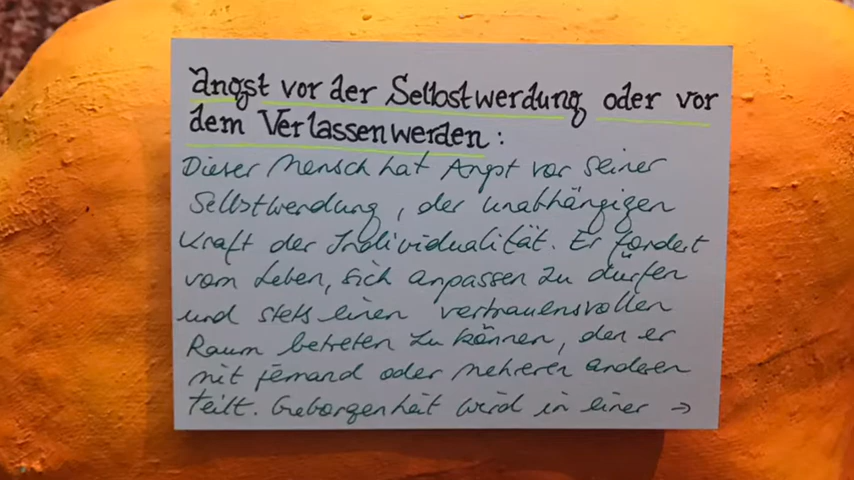 Angst vor der Selbstwerdung oder vor
dem Verlassenwerden:
Dieser Mensch hat Angst vor seiner
Selbstwerdung, der unabhängigen
Kraft der Individualität. Er fordert
vom Leben, sich anpassen zu dürfen
und stets einen vertrauensvollen
Raum betreten zu können, den er
mit jemand oder mehreren anderen
teilt. Geborgenheit wird in einer →